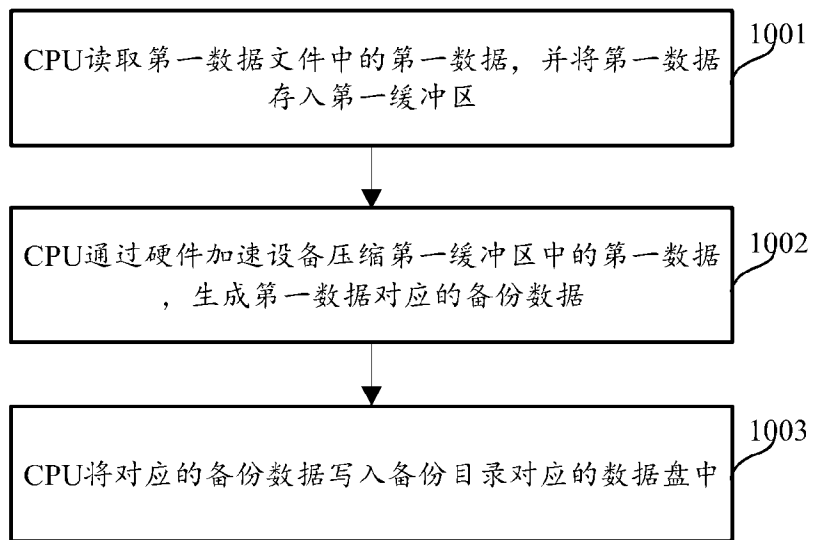 CPU读取第一数据文件中的第一数据，并将第一数据
存入第一缓冲区
1001
CPU通过硬件加速设备压缩第一缓冲区中的第一数据
，生成第一数据对应的备份数据
1002
CPU将对应的备份数据写入备份目录对应的数据盘中
1003